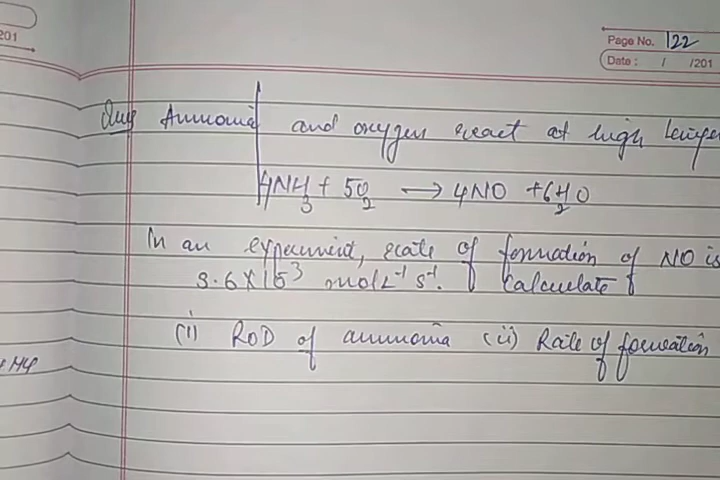 201
Page No. 122
Date : / /201
Ques Ammonia and oxygen react at high temper
4NH3 + 5O2 → 4NO + 6H2O
In an experiment, rate of formation of NO is
3.6 X 10^-3 mol L^-1 s^-1. Calculate
(i) ROD of ammonia (ii) Rate of formation